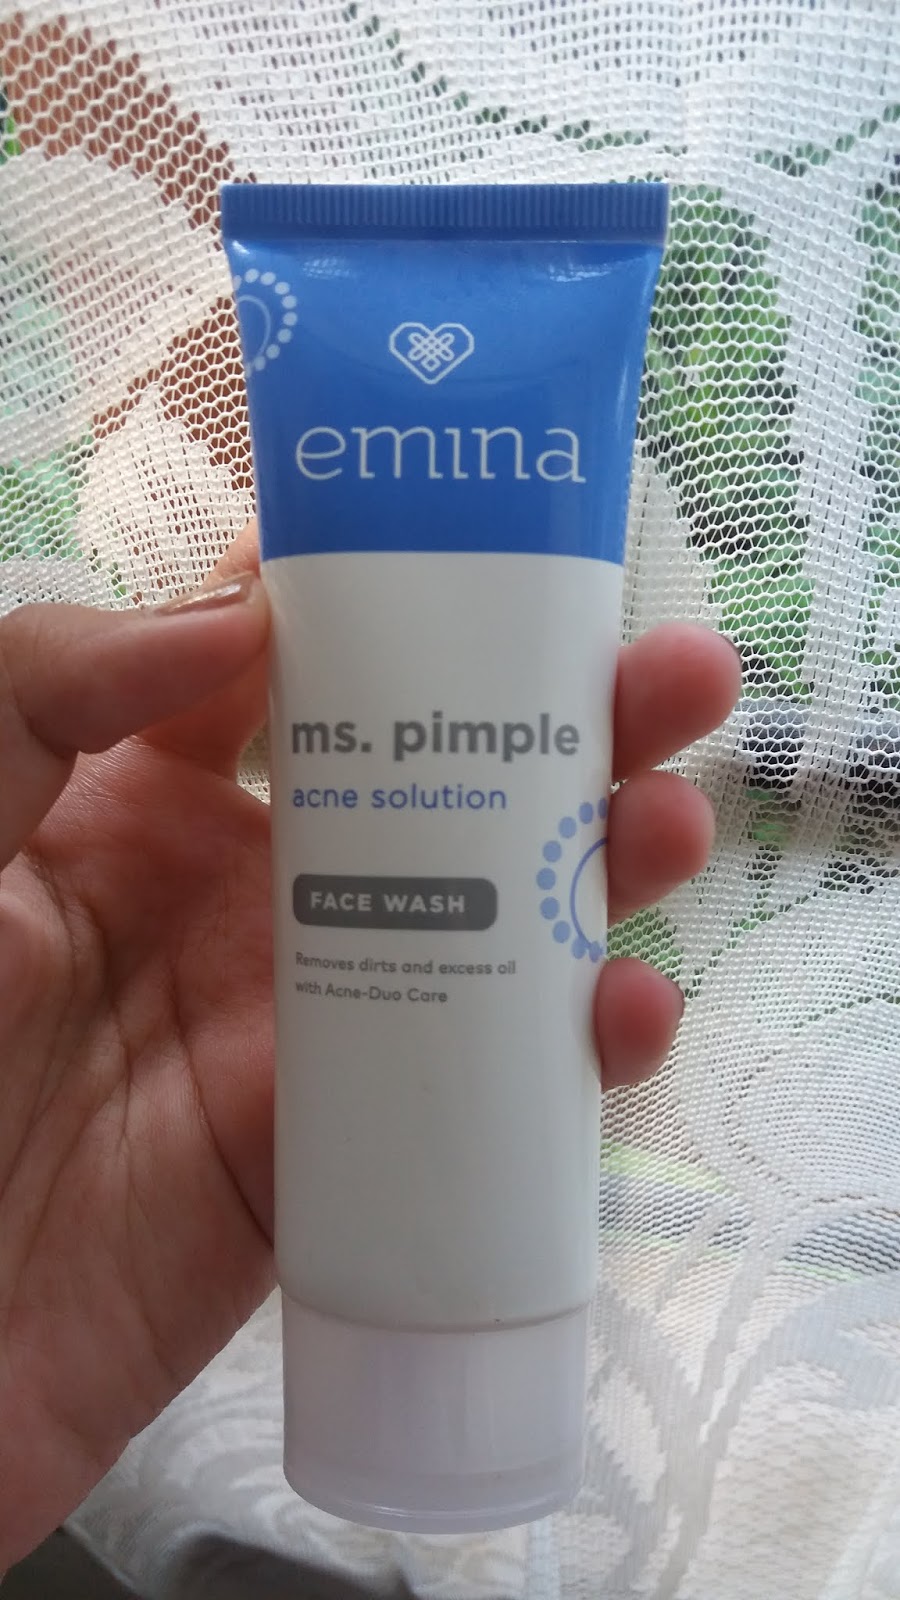 emina
ms. pimple
acne solution
FACE WASH
Removes dirts and excess oil
with Acne-Duo Care